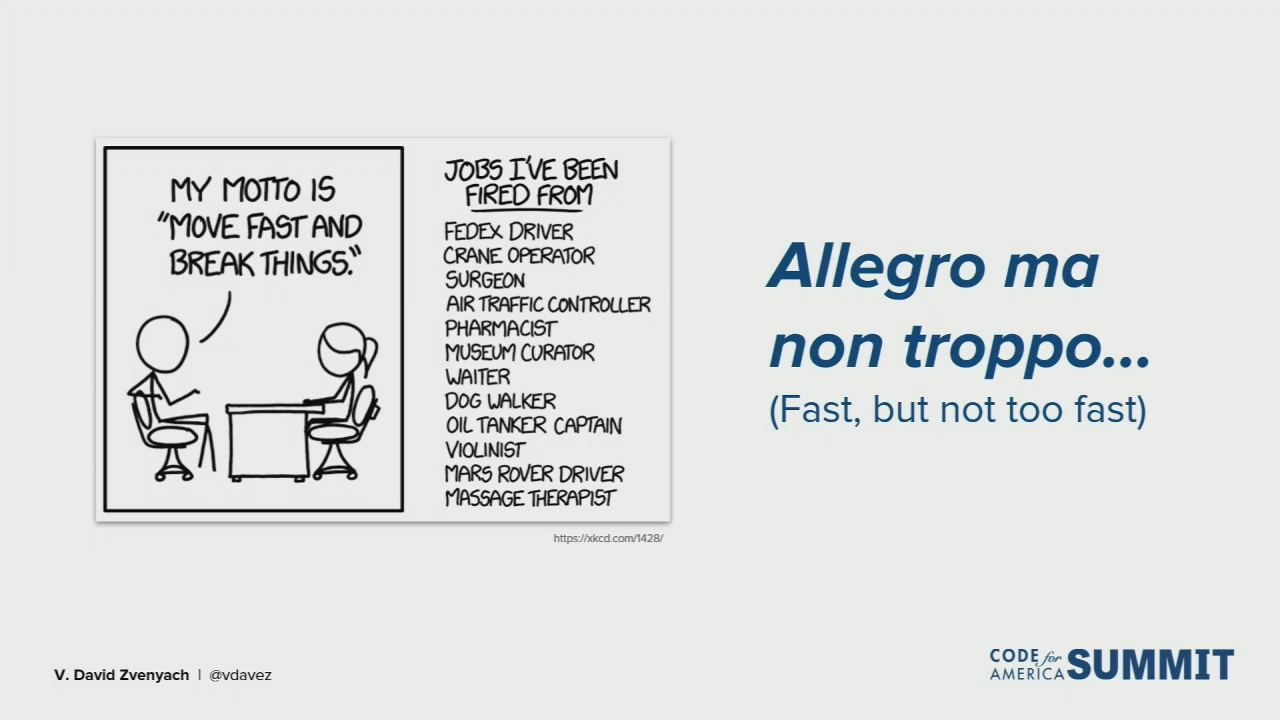 MY MOTTO IS
"MOVE FAST AND
BREAK THINGS."
JOBS I'VE BEEN
FIRED FROM
FEDEX DRIVER
CRANE OPERATOR
SURGEON
AIR TRAFFIC CONTROLLER
PHARMACIST
MUSEUM CURATOR
WAITER
DOG WALKER
OIL TANKER CAPTAIN
VIOLINIST
MARS ROVER DRIVER
MASSAGE THERAPIST
https://xkcd.com/1428/
Allegro ma
non troppo...
(Fast, but not too fast)
V. David Zvenyach | @vdavez
CODE for
AMERICA SUMMIT